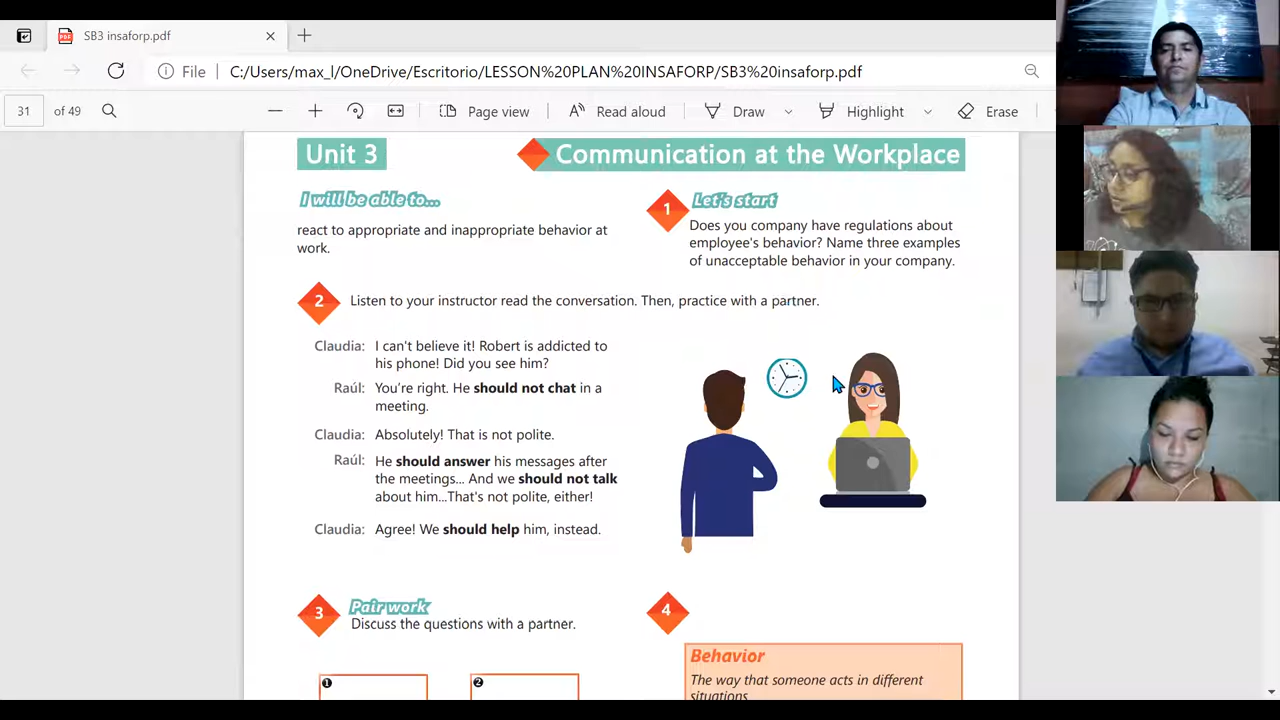 SB3 insaforp.pdf
File
C:/Users/max_l/OneDrive/Escritorio/LESSON%20PLAN%20INSAFORP/SB3%20insaforp.pdf
31 of 49
Page view
Read aloud
Draw
Highlight
Erase
Unit 3
Communication at the Workplace
I will be able to...
react to appropriate and inappropriate behavior at
work.
1
Let's start
Does you company have regulations about
employee's behavior? Name three examples
of unacceptable behavior in your company.
2
Listen to your instructor read the conversation. Then, practice with a partner.
Claudia: I can't believe it! Robert is addicted to
his phone! Did you see him?
Raúl: You're right. He should not chat in a
meeting.
Claudia: Absolutely! That is not polite.
Raúl: He should answer his messages after
the meetings... And we should not talk
about him...That's not polite, either!
Claudia: Agree! We should help him, instead.
3
Pair work
Discuss the questions with a partner.
1
2
4
Behavior
The way that someone acts in different
situations